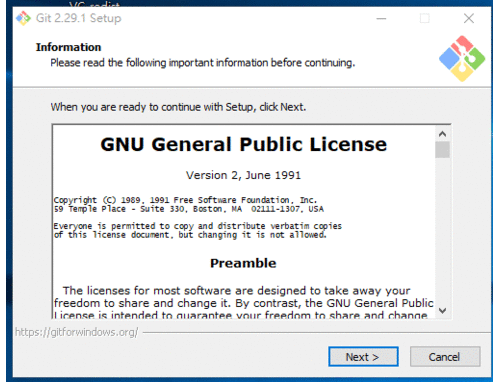 VC_redist
Git 2.29.1 Setup
Information
Please read the following important information before continuing.
When you are ready to continue with Setup, click Next.
GNU General Public License
Version 2, June 1991
Copyright (C) 1989, 1991 Free Software Foundation, Inc.
59 Temple Place - Suite 330, Boston, MA  02111-1307, USA
Everyone is permitted to copy and distribute verbatim copies
of this license document, but changing it is not allowed.
Preamble
The licenses for most software are designed to take away your
freedom to share and change it. By contrast, the GNU General Public
License is intended to guarantee your freedom to share and change
https://gitforwindows.org/
Next >
Cancel